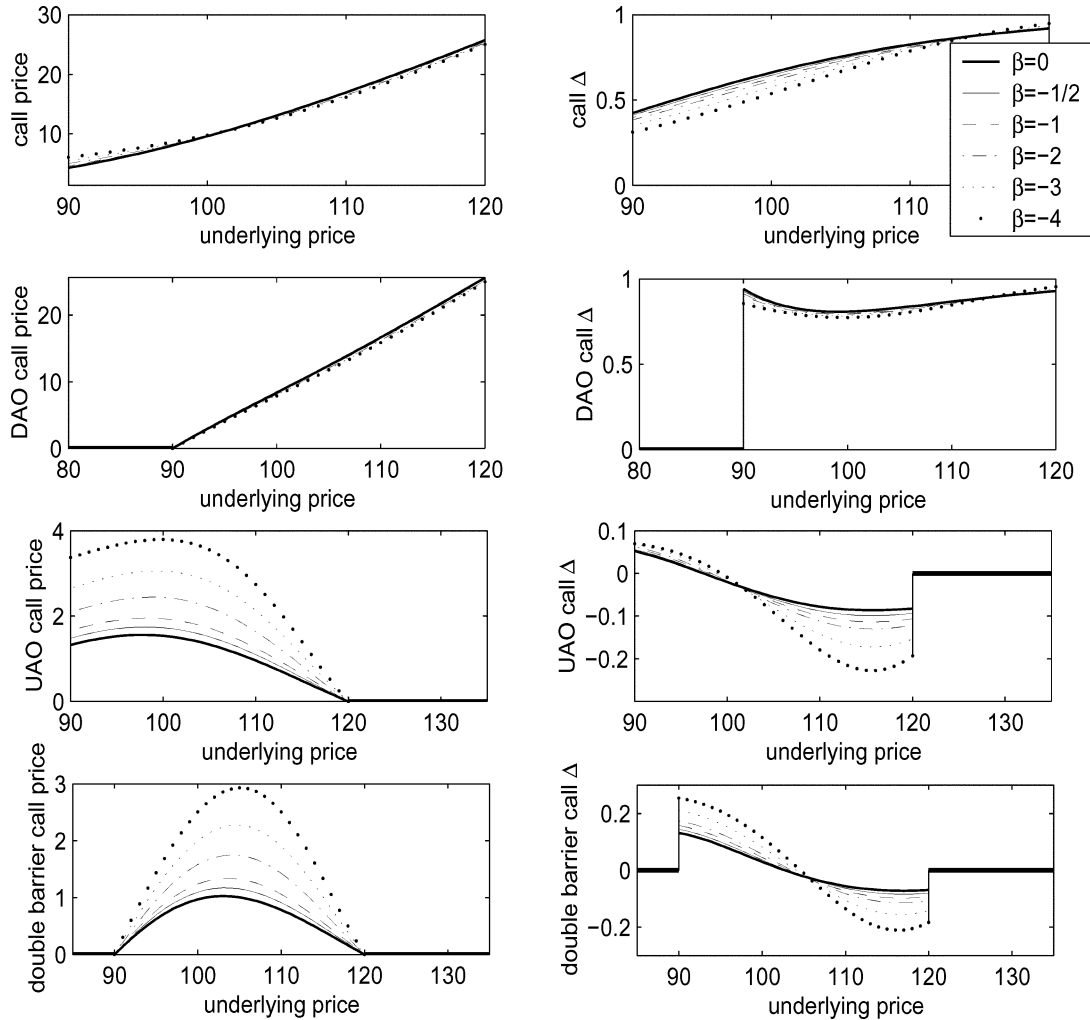 30
20
10
90 100 110 120
call price
underlying price
1
0.5
0
90 100 110 120
call Δ
underlying price
β=0
β=−1/2
β=−1
β=−2
β=−3
β=−4
20
10
0
80 90 100 110 120
DAO call price
underlying price
1
0.5
0
80 90 100 110 120
DAO call Δ
underlying price
4
2
0
90 100 110 120 130
UAO call price
underlying price
0.1
0
−0.1
−0.2
90 100 110 120 130
UAO call Δ
underlying price
3
2
1
0
90 100 110 120 130
double barrier call price
underlying price
0.2
0
−0.2
90 100 110 120 130
double barrier call Δ
underlying price